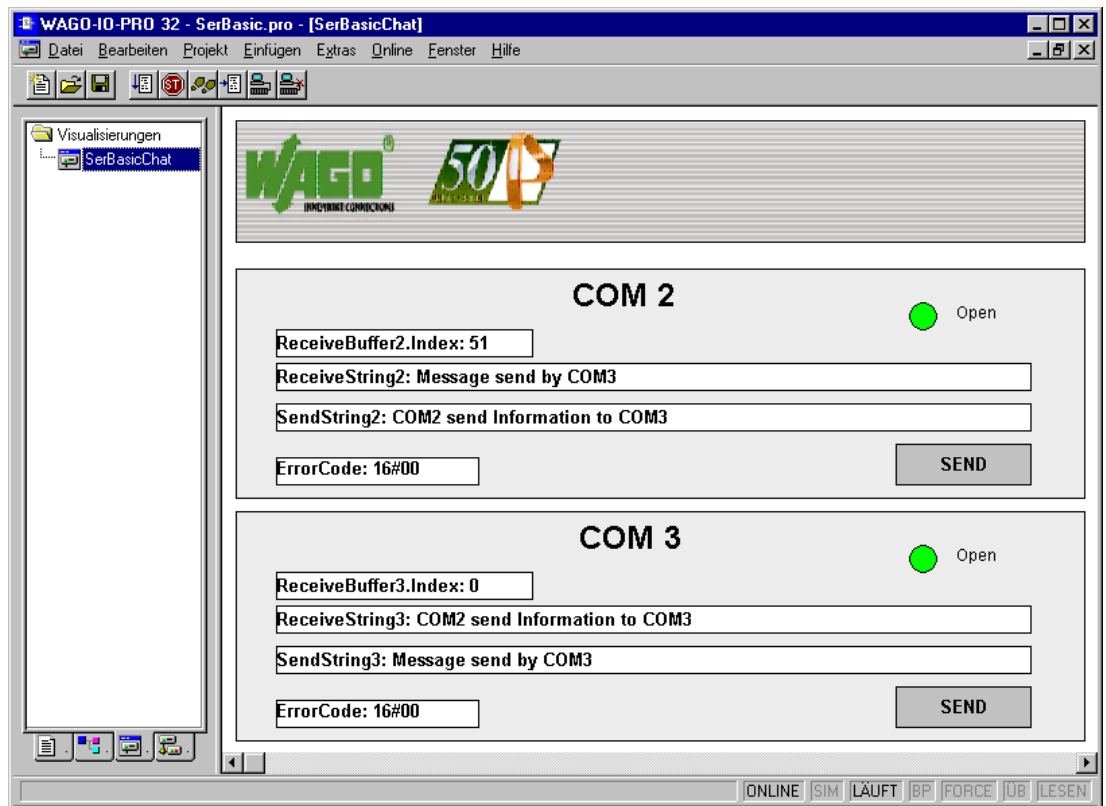 WAGO-IO-PRO 32 - SerBasic.pro - [SerBasicChat]
Datei Bearbeiten Projekt Einfügen Extras Online Fenster Hilfe
ST
Visualisierungen
SerBasicChat
WAGO®
INNOVATIVE CONNECTIONS
50
COM 2
Open
ReceiveBuffer2.Index: 51
ReceiveString2: Message send by COM3
SendString2: COM2 send Information to COM3
ErrorCode: 16#00
SEND
COM 3
Open
ReceiveBuffer3.Index: 0
ReceiveString3: COM2 send Information to COM3
SendString3: Message send by COM3
ErrorCode: 16#00
SEND
ONLINE SIM LÄUFT BP FORCE ÜB LESEN